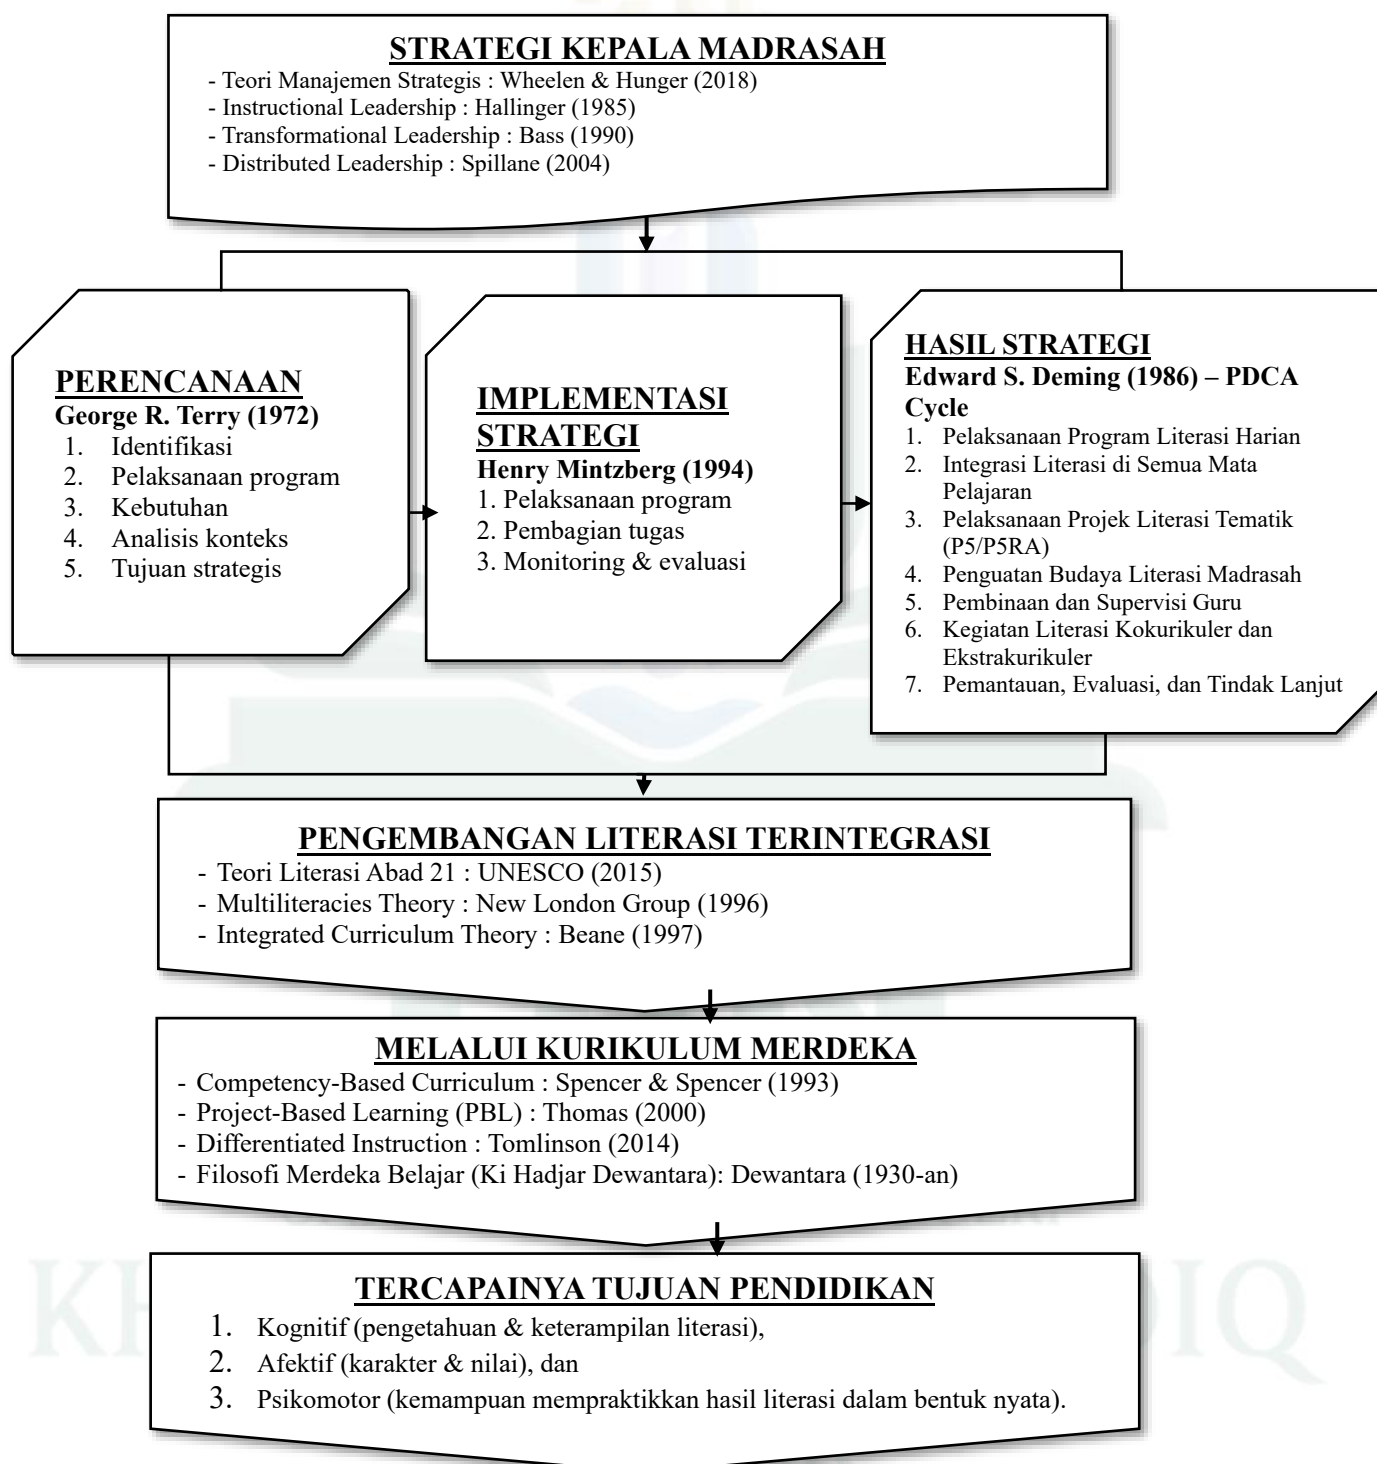 STRATEGI KEPALA MADRASAH
- Teori Manajemen Strategis : Wheelen & Hunger (2018)
- Instructional Leadership : Hallinger (1985)
- Transformational Leadership : Bass (1990)
- Distributed Leadership : Spillane (2004)
PERENCANAAN
George R. Terry (1972)
1. Identifikasi
2. Pelaksanaan program
3. Kebutuhan
4. Analisis konteks
5. Tujuan strategis
IMPLEMENTASI
STRATEGI
Henry Mintzberg (1994)
1. Pelaksanaan program
2. Pembagian tugas
3. Monitoring & evaluasi
HASIL STRATEGI
Edward S. Deming (1986) – PDCA
Cycle
1. Pelaksanaan Program Literasi Harian
2. Integrasi Literasi di Semua Mata
Pelajaran
3. Pelaksanaan Projek Literasi Tematik
(P5/P5RA)
4. Penguatan Budaya Literasi Madrasah
5. Pembinaan dan Supervisi Guru
6. Kegiatan Literasi Kokurikuler dan
Ekstrakurikuler
7. Pemantauan, Evaluasi, dan Tindak Lanjut
PENGEMBANGAN LITERASI TERINTEGRASI
- Teori Literasi Abad 21 : UNESCO (2015)
- Multiliteracies Theory : New London Group (1996)
- Integrated Curriculum Theory : Beane (1997)
MELALUI KURIKULUM MERDEKA
- Competency-Based Curriculum : Spencer & Spencer (1993)
- Project-Based Learning (PBL) : Thomas (2000)
- Differentiated Instruction : Tomlinson (2014)
- Filosofi Merdeka Belajar (Ki Hadjar Dewantara): Dewantara (1930-an)
TERCAPAINYA TUJUAN PENDIDIKAN
1. Kognitif (pengetahuan & keterampilan literasi),
2. Afektif (karakter & nilai), dan
3. Psikomotor (kemampuan mempraktikkan hasil literasi dalam bentuk nyata).